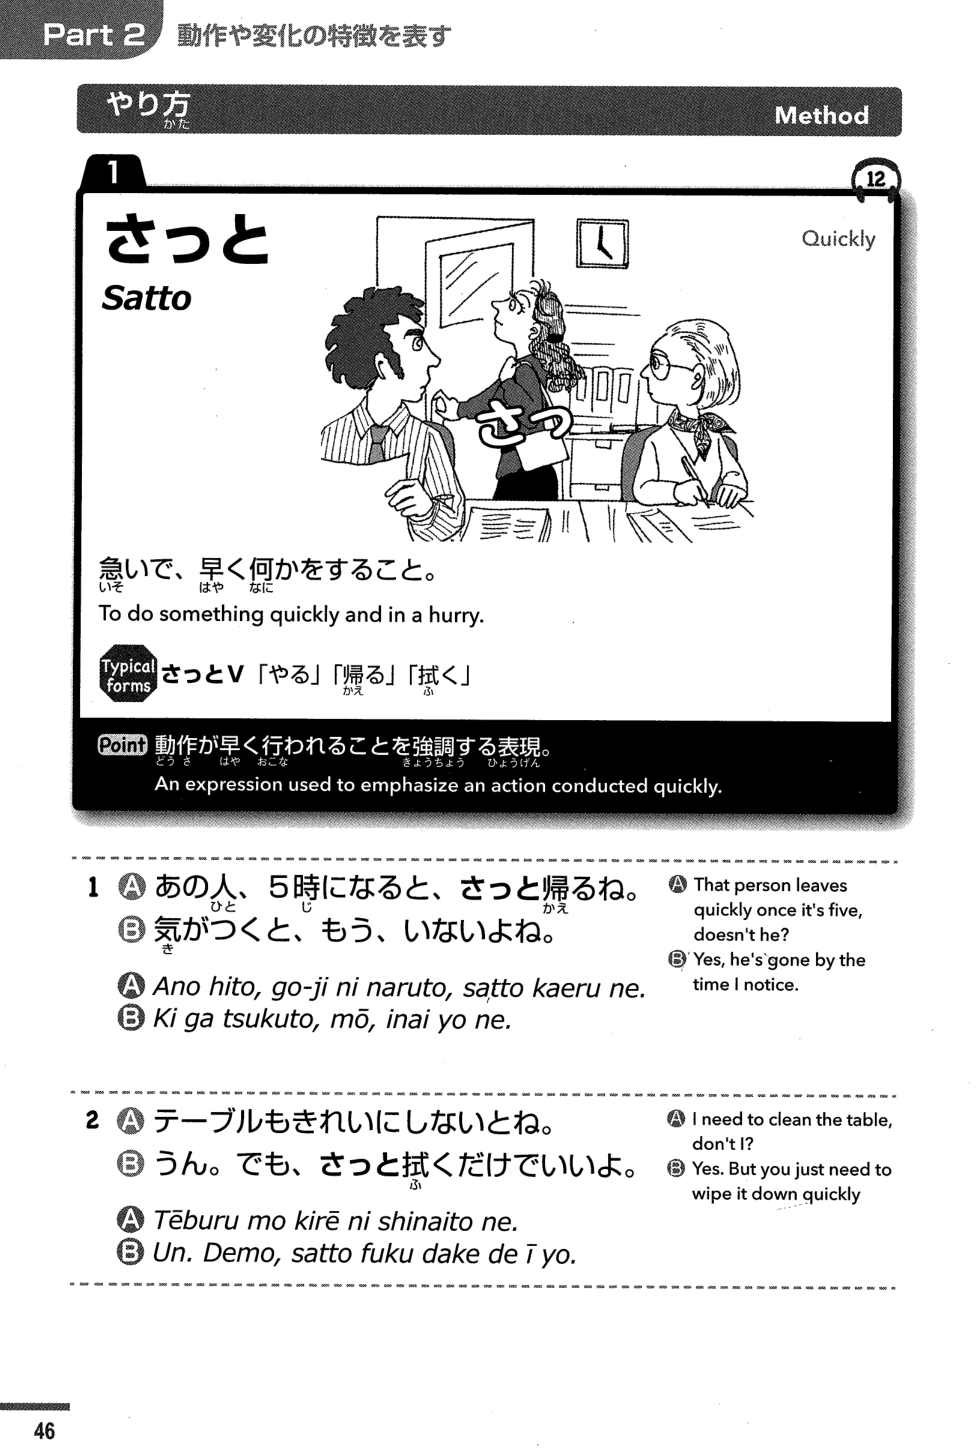 Part 2 動作や変化の特徴を表す
やり方
かた
Method
1
12
さっと
Quickly
Satto
さっ
急いで、早く何かをすること。
いそ はや なに
To do something quickly and in a hurry.
Typical forms さっとV「やる」「帰る」「拭く」
かえ ふ
Point 動作が早く行われることを強調する表現。
どう さ はや おこな きょうちょう ひょうげん
An expression used to emphasize an action conducted quickly.
1 A あの人、5時になると、さっと帰るね。
ひと じ かえ
B 気がつくと、もう、いないよね。
き
A Ano hito, go-ji ni naruto, satto kaeru ne.
B Ki ga tsukuto, mō, inai yo ne.
A That person leaves
quickly once it's five,
doesn't he?
B Yes, he's gone by the
time I notice.
2 A テーブルもきれいにしないとね。
B うん。でも、さっと拭くだけでいいよ。
ふ
A Tēburu mo kirē ni shinaito ne.
B Un. Demo, satto fuku dake de ī yo.
A I need to clean the table,
don't I?
B Yes. But you just need to
wipe it down quickly
46